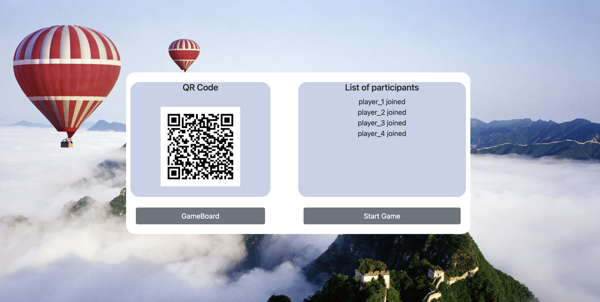 QR Code
GameBoard
List of participants
player_1 joined
player_2 joined
player_3 joined
player_4 joined
Start Game